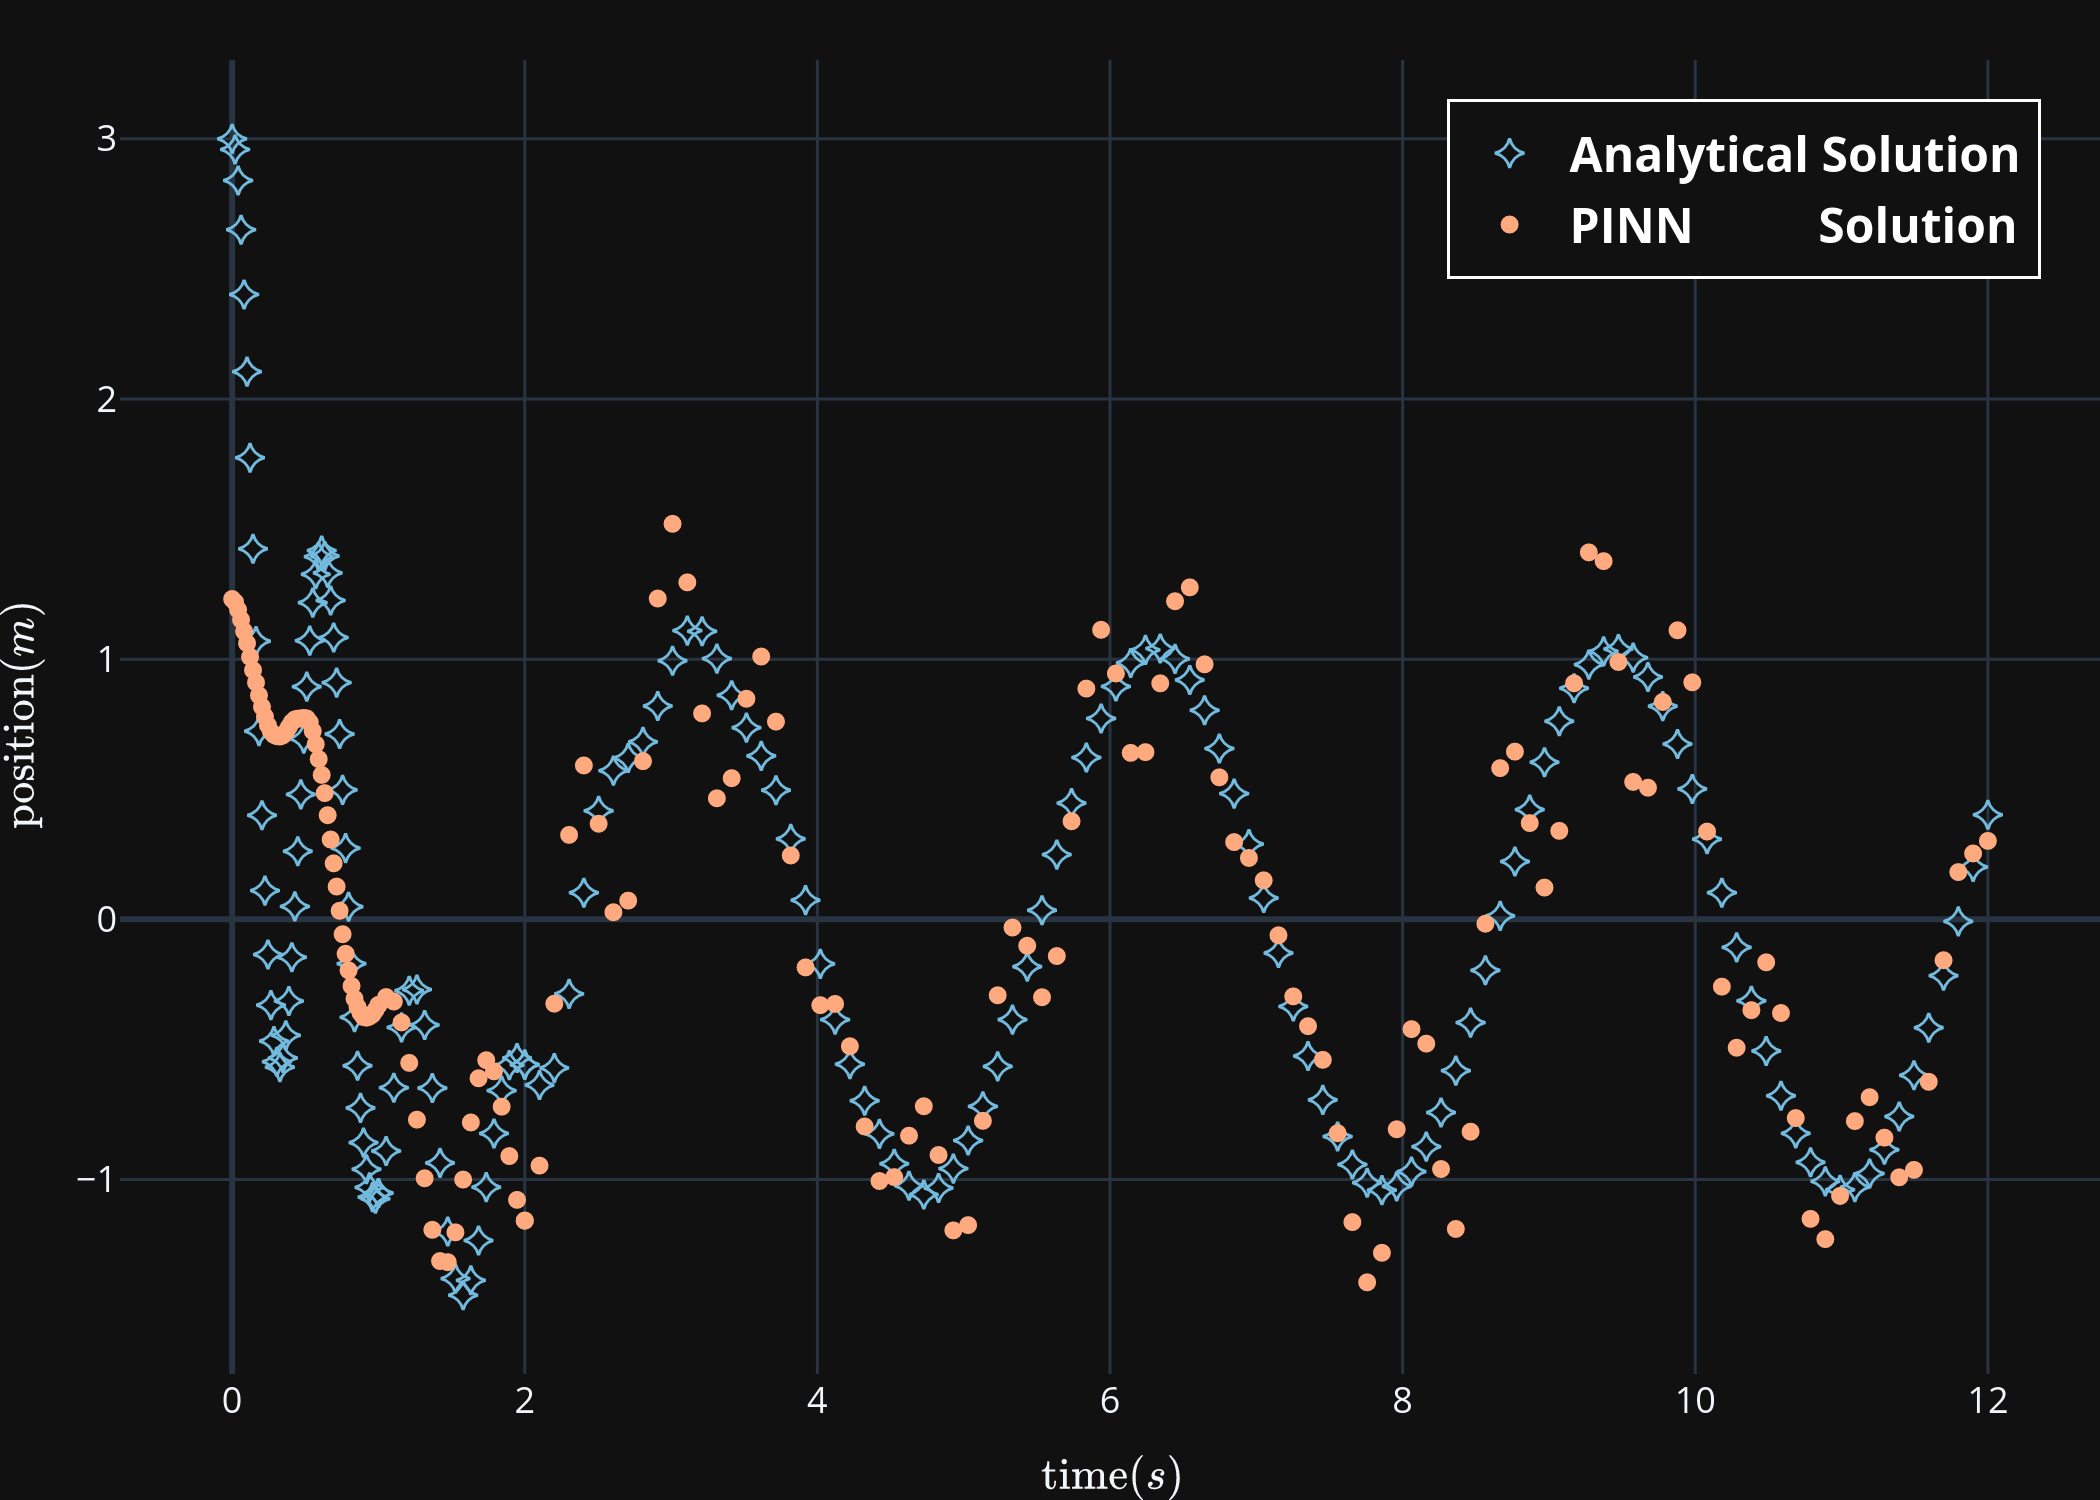 Analytical Solution
PINN Solution
3
2
1
0
−1
position(m)
0 2 4 6 8 10 12
time(s)